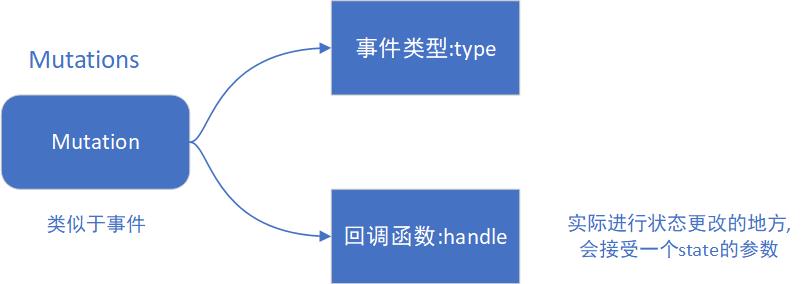 Mutations
Mutation
类似于事件
事件类型:type
回调函数:handle
实际进行状态更改的地方,
会接受一个state的参数